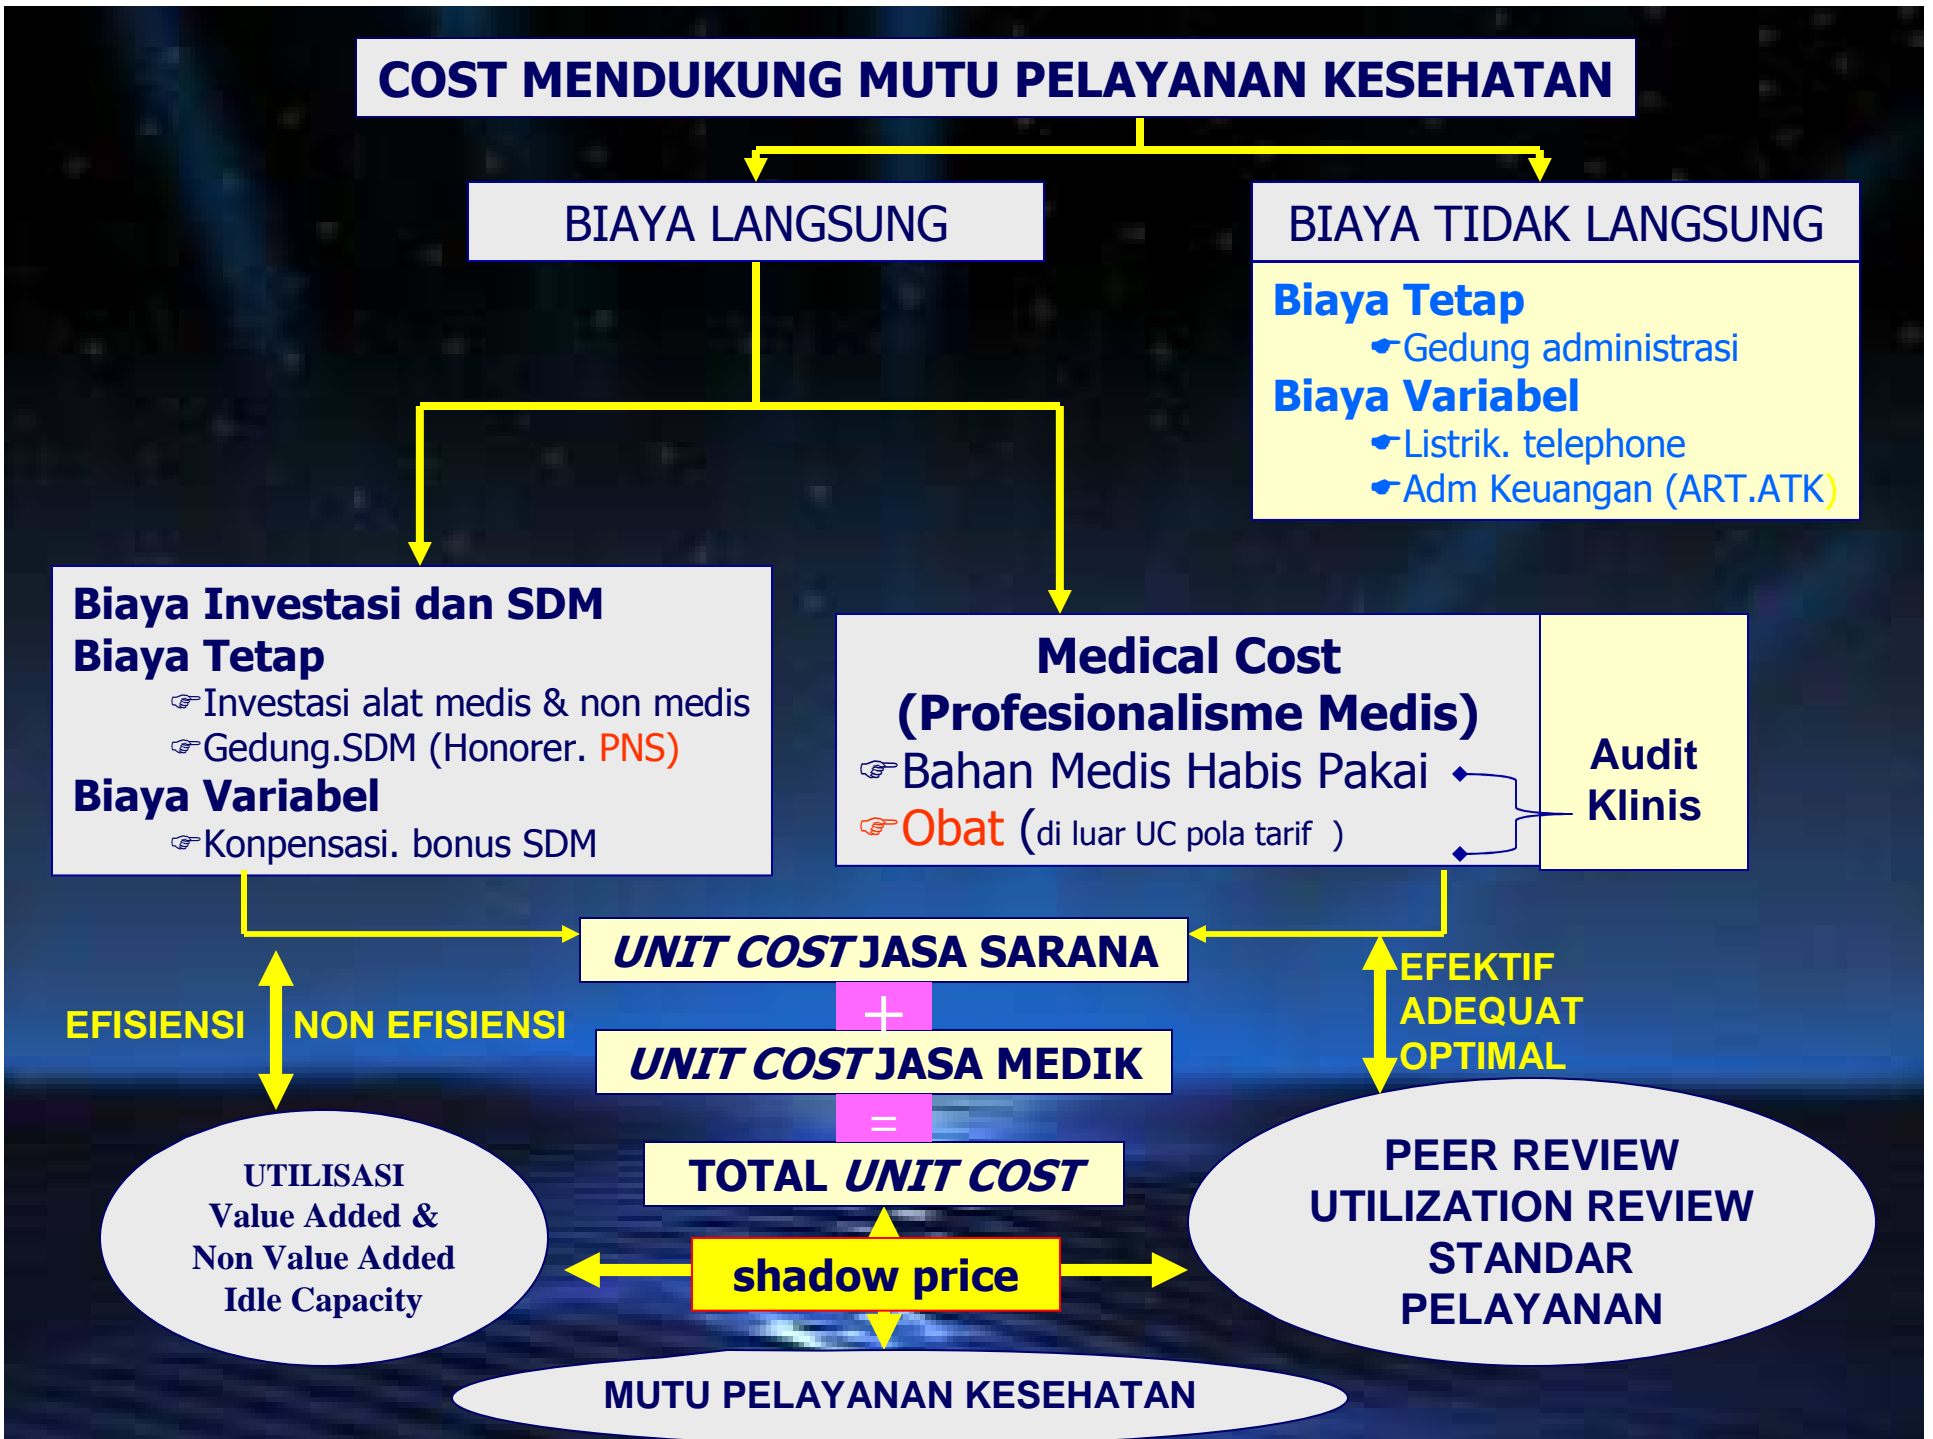 COST MENDUKUNG MUTU PELAYANAN KESEHATAN
BIAYA LANGSUNG
BIAYA TIDAK LANGSUNG
Biaya Tetap
☛Gedung administrasi
Biaya Variabel
☛Listrik. telephone
☛Adm Keuangan (ART.ATK)
Biaya Investasi dan SDM
Biaya Tetap
☞Investasi alat medis & non medis
☞Gedung.SDM (Honorer. PNS)
Biaya Variabel
☞Konpensasi. bonus SDM
Medical Cost
(Profesionalisme Medis)
☞Bahan Medis Habis Pakai
☞Obat (di luar UC pola tarif )
Audit
Klinis
UNIT COST JASA SARANA
+
UNIT COST JASA MEDIK
=
TOTAL UNIT COST
EFISIENSI
NON EFISIENSI
EFEKTIF
ADEQUAT
OPTIMAL
UTILISASI
Value Added &
Non Value Added
Idle Capacity
shadow price
PEER REVIEW
UTILIZATION REVIEW
STANDAR
PELAYANAN
MUTU PELAYANAN KESEHATAN